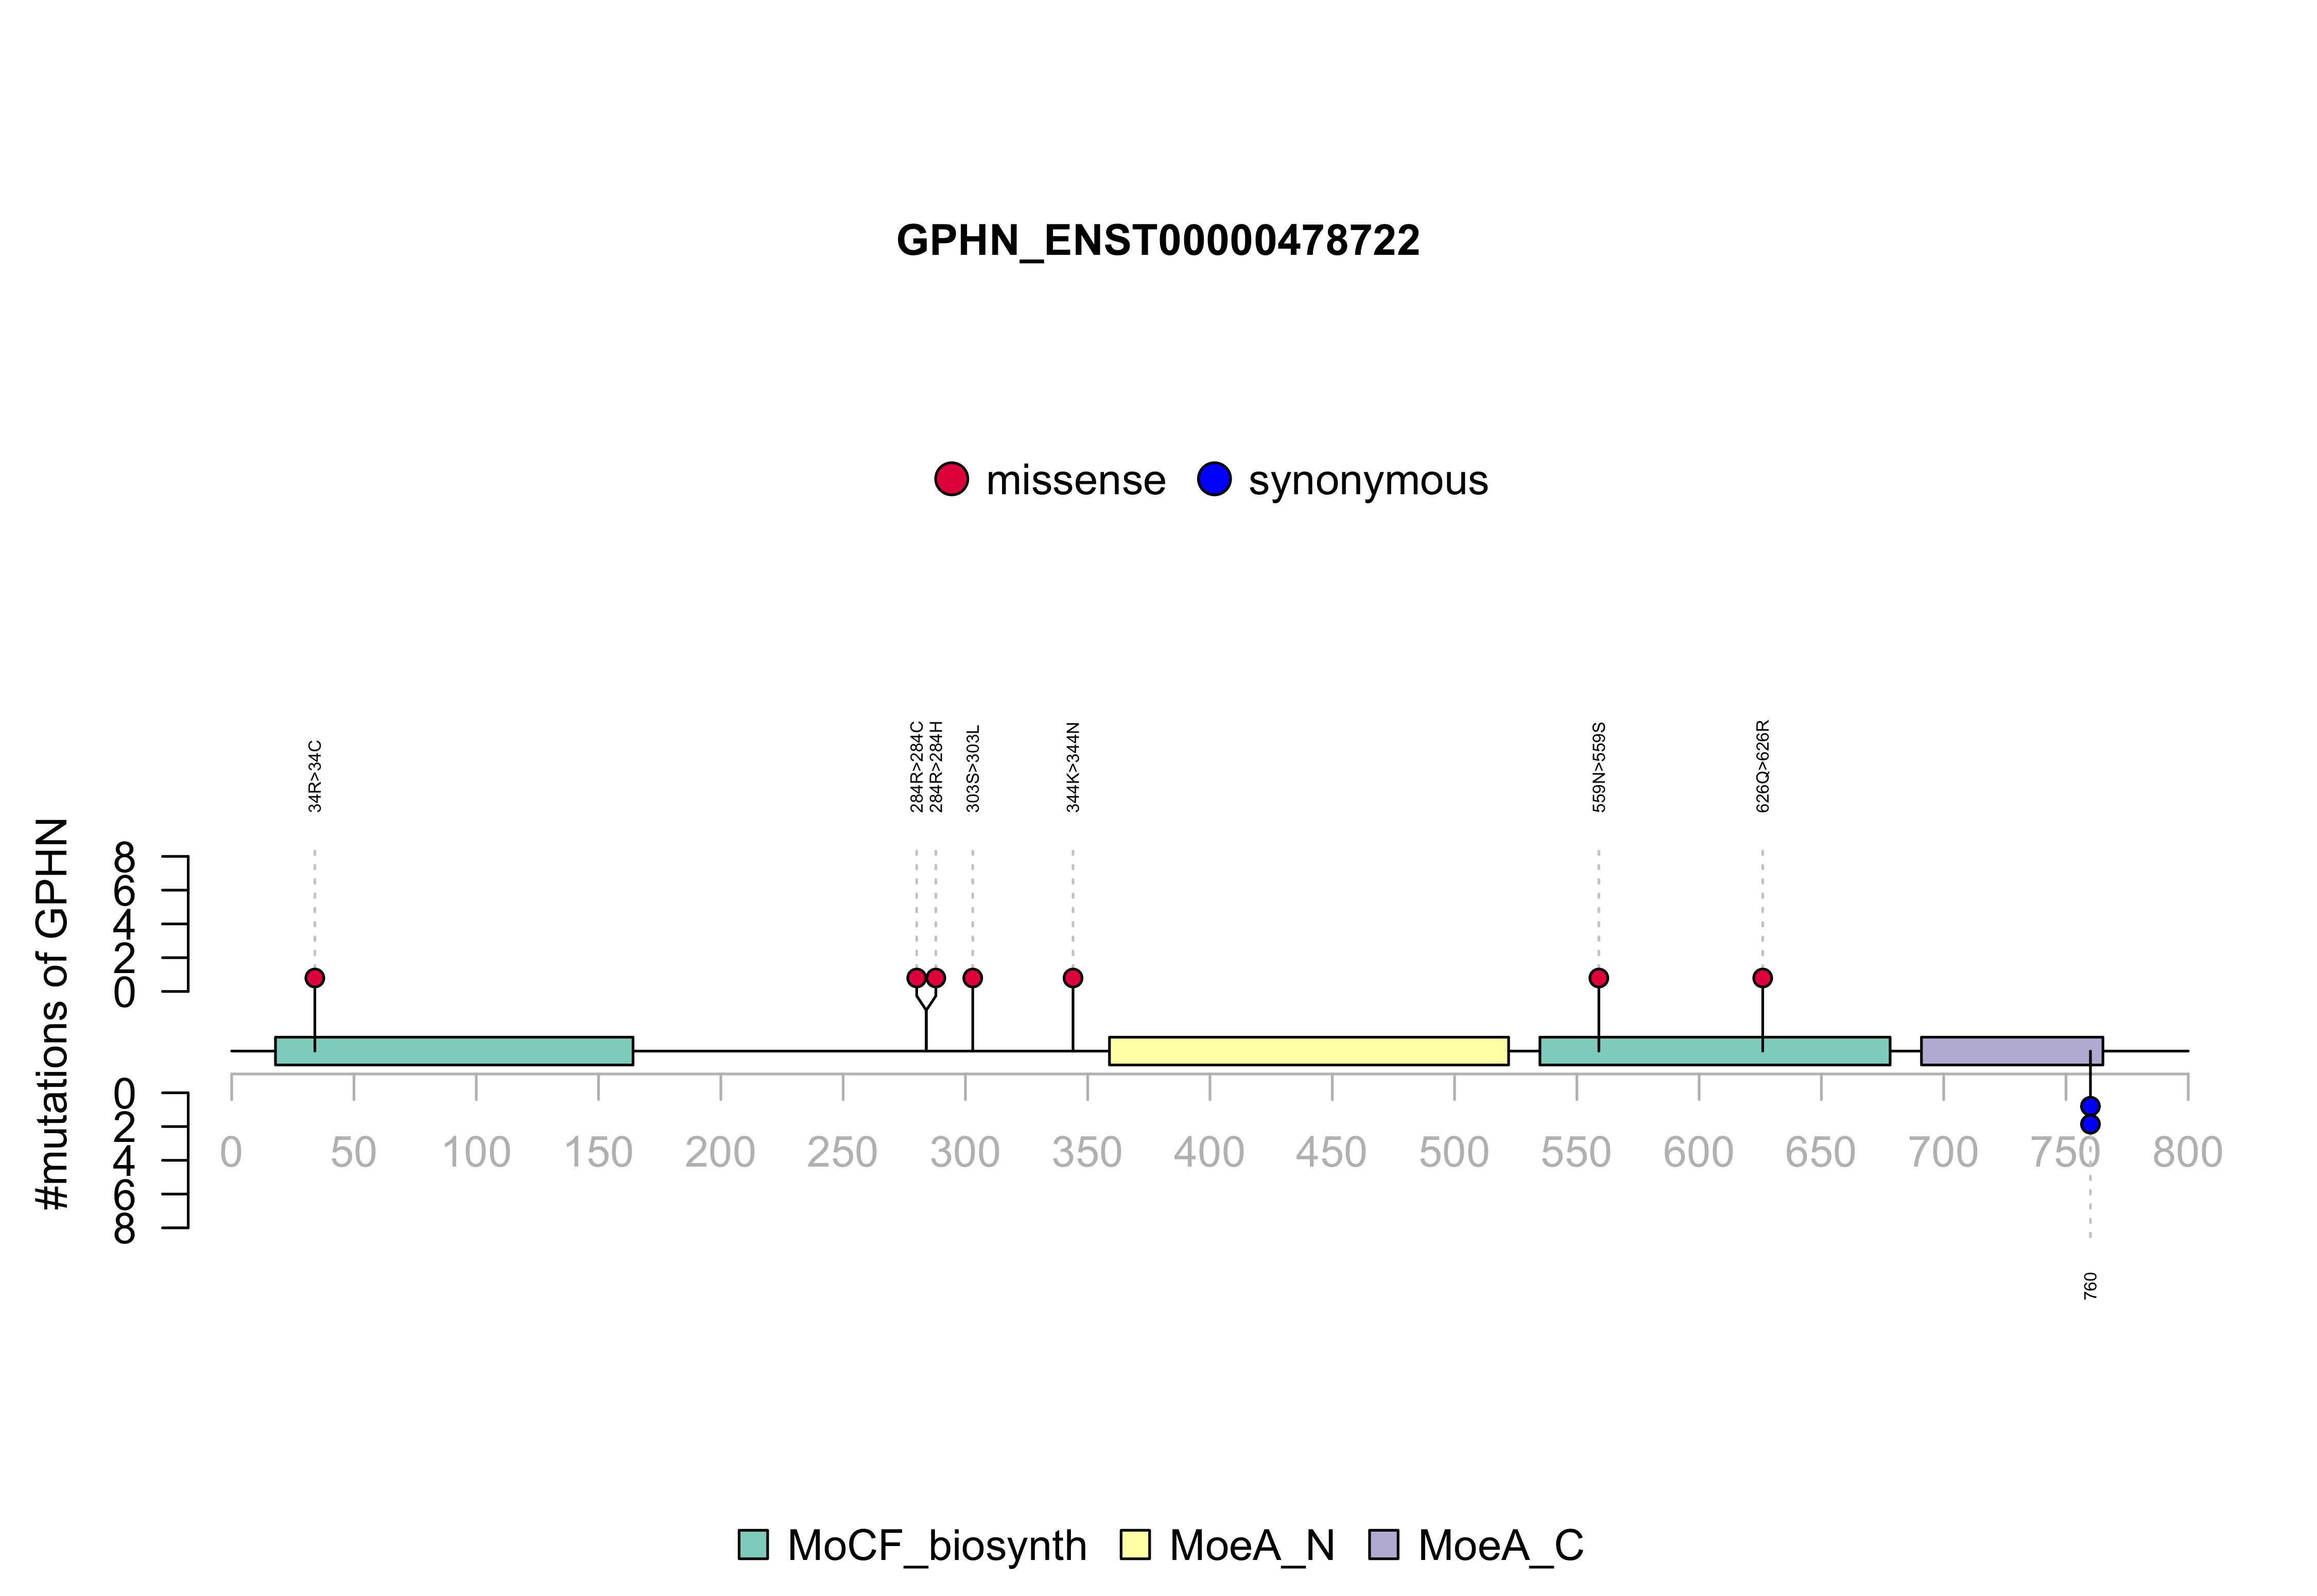 GPHN_ENST00000478722
missense synonymous
34R>34C
284R>284C
284R>284H
303S>303L
344K>344N
559N>559S
626Q>626R
#mutations of GPHN
8
6
4
2
0
0
2
4
6
8
0 50 100 150 200 250 300 350 400 450 500 550 600 650 700 750 800
760
MoCF_biosynth MoeA_N MoeA_C